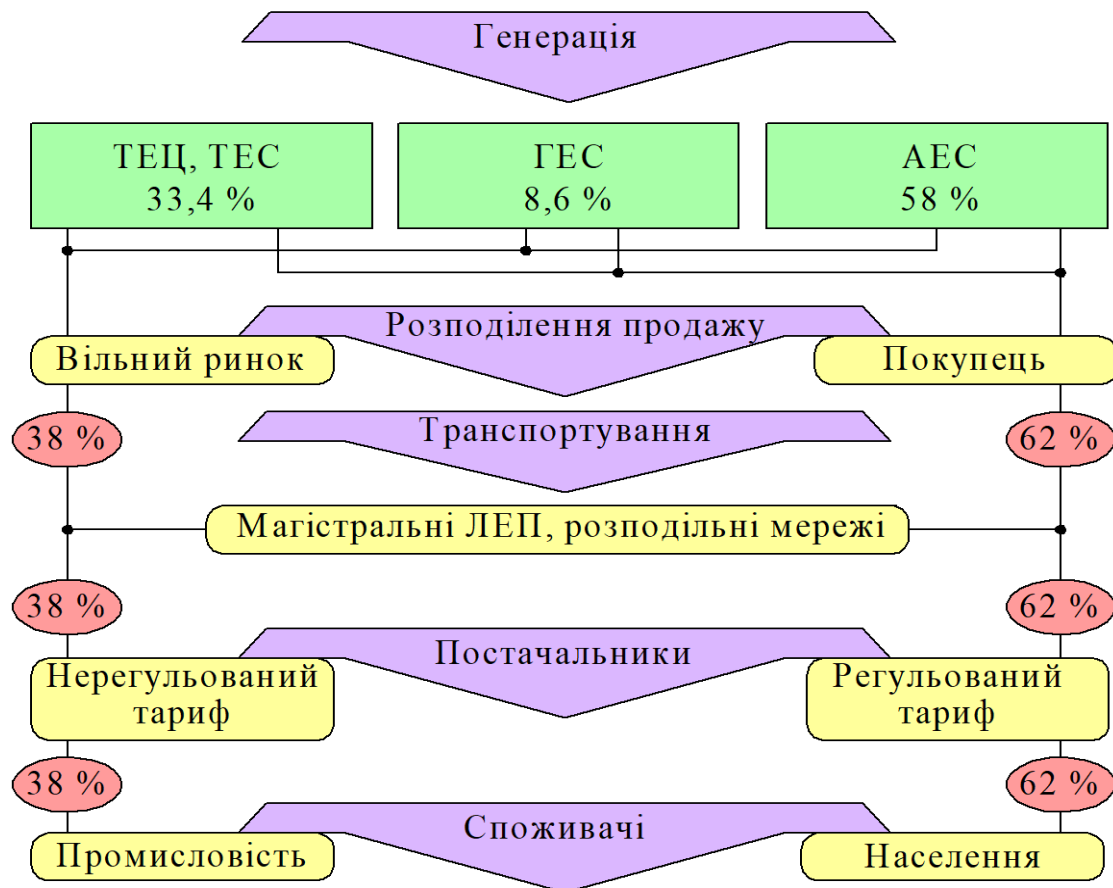 Генерація
ТЕЦ, ТЕС
33,4 %
ГЕС
8,6 %
АЕС
58 %
Розподілення продажу
Вільний ринок
Покупець
38 %
Транспортування
62 %
Магістральні ЛЕП, розподільні мережі
38 %
62 %
Постачальники
Нерегульований
тариф
Регульований
тариф
38 %
62 %
Споживачі
Промисловість
Населення